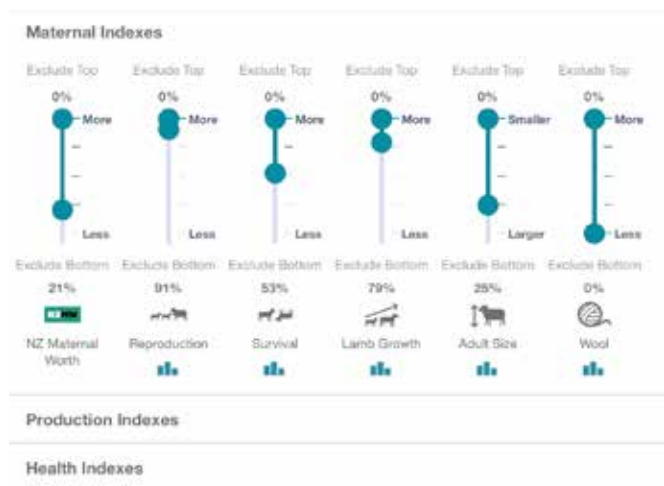 Maternal Indexes
Exclude Top Exclude Top Exclude Top Exclude Top Exclude Top Exclude Top
0% 0% 0% 0% 0% 0%
More More More More Smaller More
Less Less Less Less Larger Less
Exclude Bottom Exclude Bottom Exclude Bottom Exclude Bottom Exclude Bottom Exclude Bottom
21% 91% 53% 79% 25% 0%
NZ Maternal Reproduction Survival Lamb Growth Adult Size Wool
Worth
Production Indexes
Health Indexes